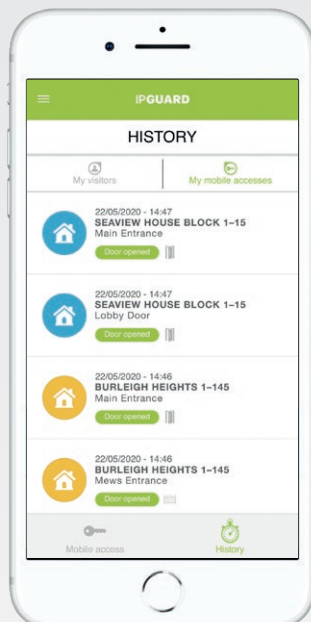 IPGUARD
HISTORY
My visitors
My mobile accesses
22/05/2020 - 14:47
SEAVIEW HOUSE BLOCK 1–15
Main Entrance
Door opened
22/05/2020 - 14:47
SEAVIEW HOUSE BLOCK 1–15
Lobby Door
Door opened
22/05/2020 - 14:46
BURLEIGH HEIGHTS 1–145
Main Entrance
Door opened
22/05/2020 - 14:46
BURLEIGH HEIGHTS 1–145
Mews Entrance
Door opened
Mobile access
History